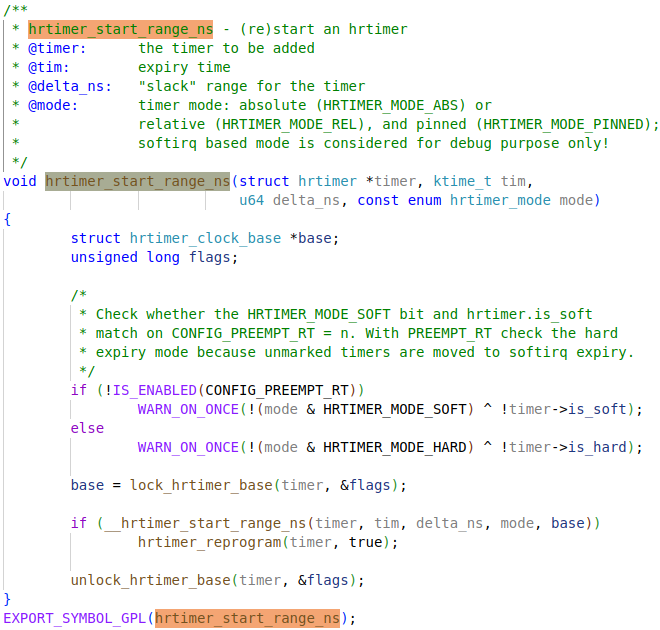 /**
 * hrtimer_start_range_ns - (re)start an hrtimer
 * @timer:      the timer to be added
 * @tim:        expiry time
 * @delta_ns:   "slack" range for the timer
 * @mode:       timer mode: absolute (HRTIMER_MODE_ABS) or
 *              relative (HRTIMER_MODE_REL), and pinned (HRTIMER_MODE_PINNED);
 *              softirq based mode is considered for debug purpose only!
 */
void hrtimer_start_range_ns(struct hrtimer *timer, ktime_t tim,
                            u64 delta_ns, const enum hrtimer_mode mode)
{
        struct hrtimer_clock_base *base;
        unsigned long flags;

        /*
         * Check whether the HRTIMER_MODE_SOFT bit and hrtimer.is_soft
         * match on CONFIG_PREEMPT_RT = n. With PREEMPT_RT check the hard
         * expiry mode because unmarked timers are moved to softirq expiry.
         */
        if (!IS_ENABLED(CONFIG_PREEMPT_RT))
                WARN_ON_ONCE(!(mode & HRTIMER_MODE_SOFT) ^ !timer->is_soft);
        else
                WARN_ON_ONCE(!(mode & HRTIMER_MODE_HARD) ^ !timer->is_hard);

        base = lock_hrtimer_base(timer, &flags);

        if (__hrtimer_start_range_ns(timer, tim, delta_ns, mode, base))
                hrtimer_reprogram(timer, true);

        unlock_hrtimer_base(timer, &flags);
}
EXPORT_SYMBOL_GPL(hrtimer_start_range_ns);